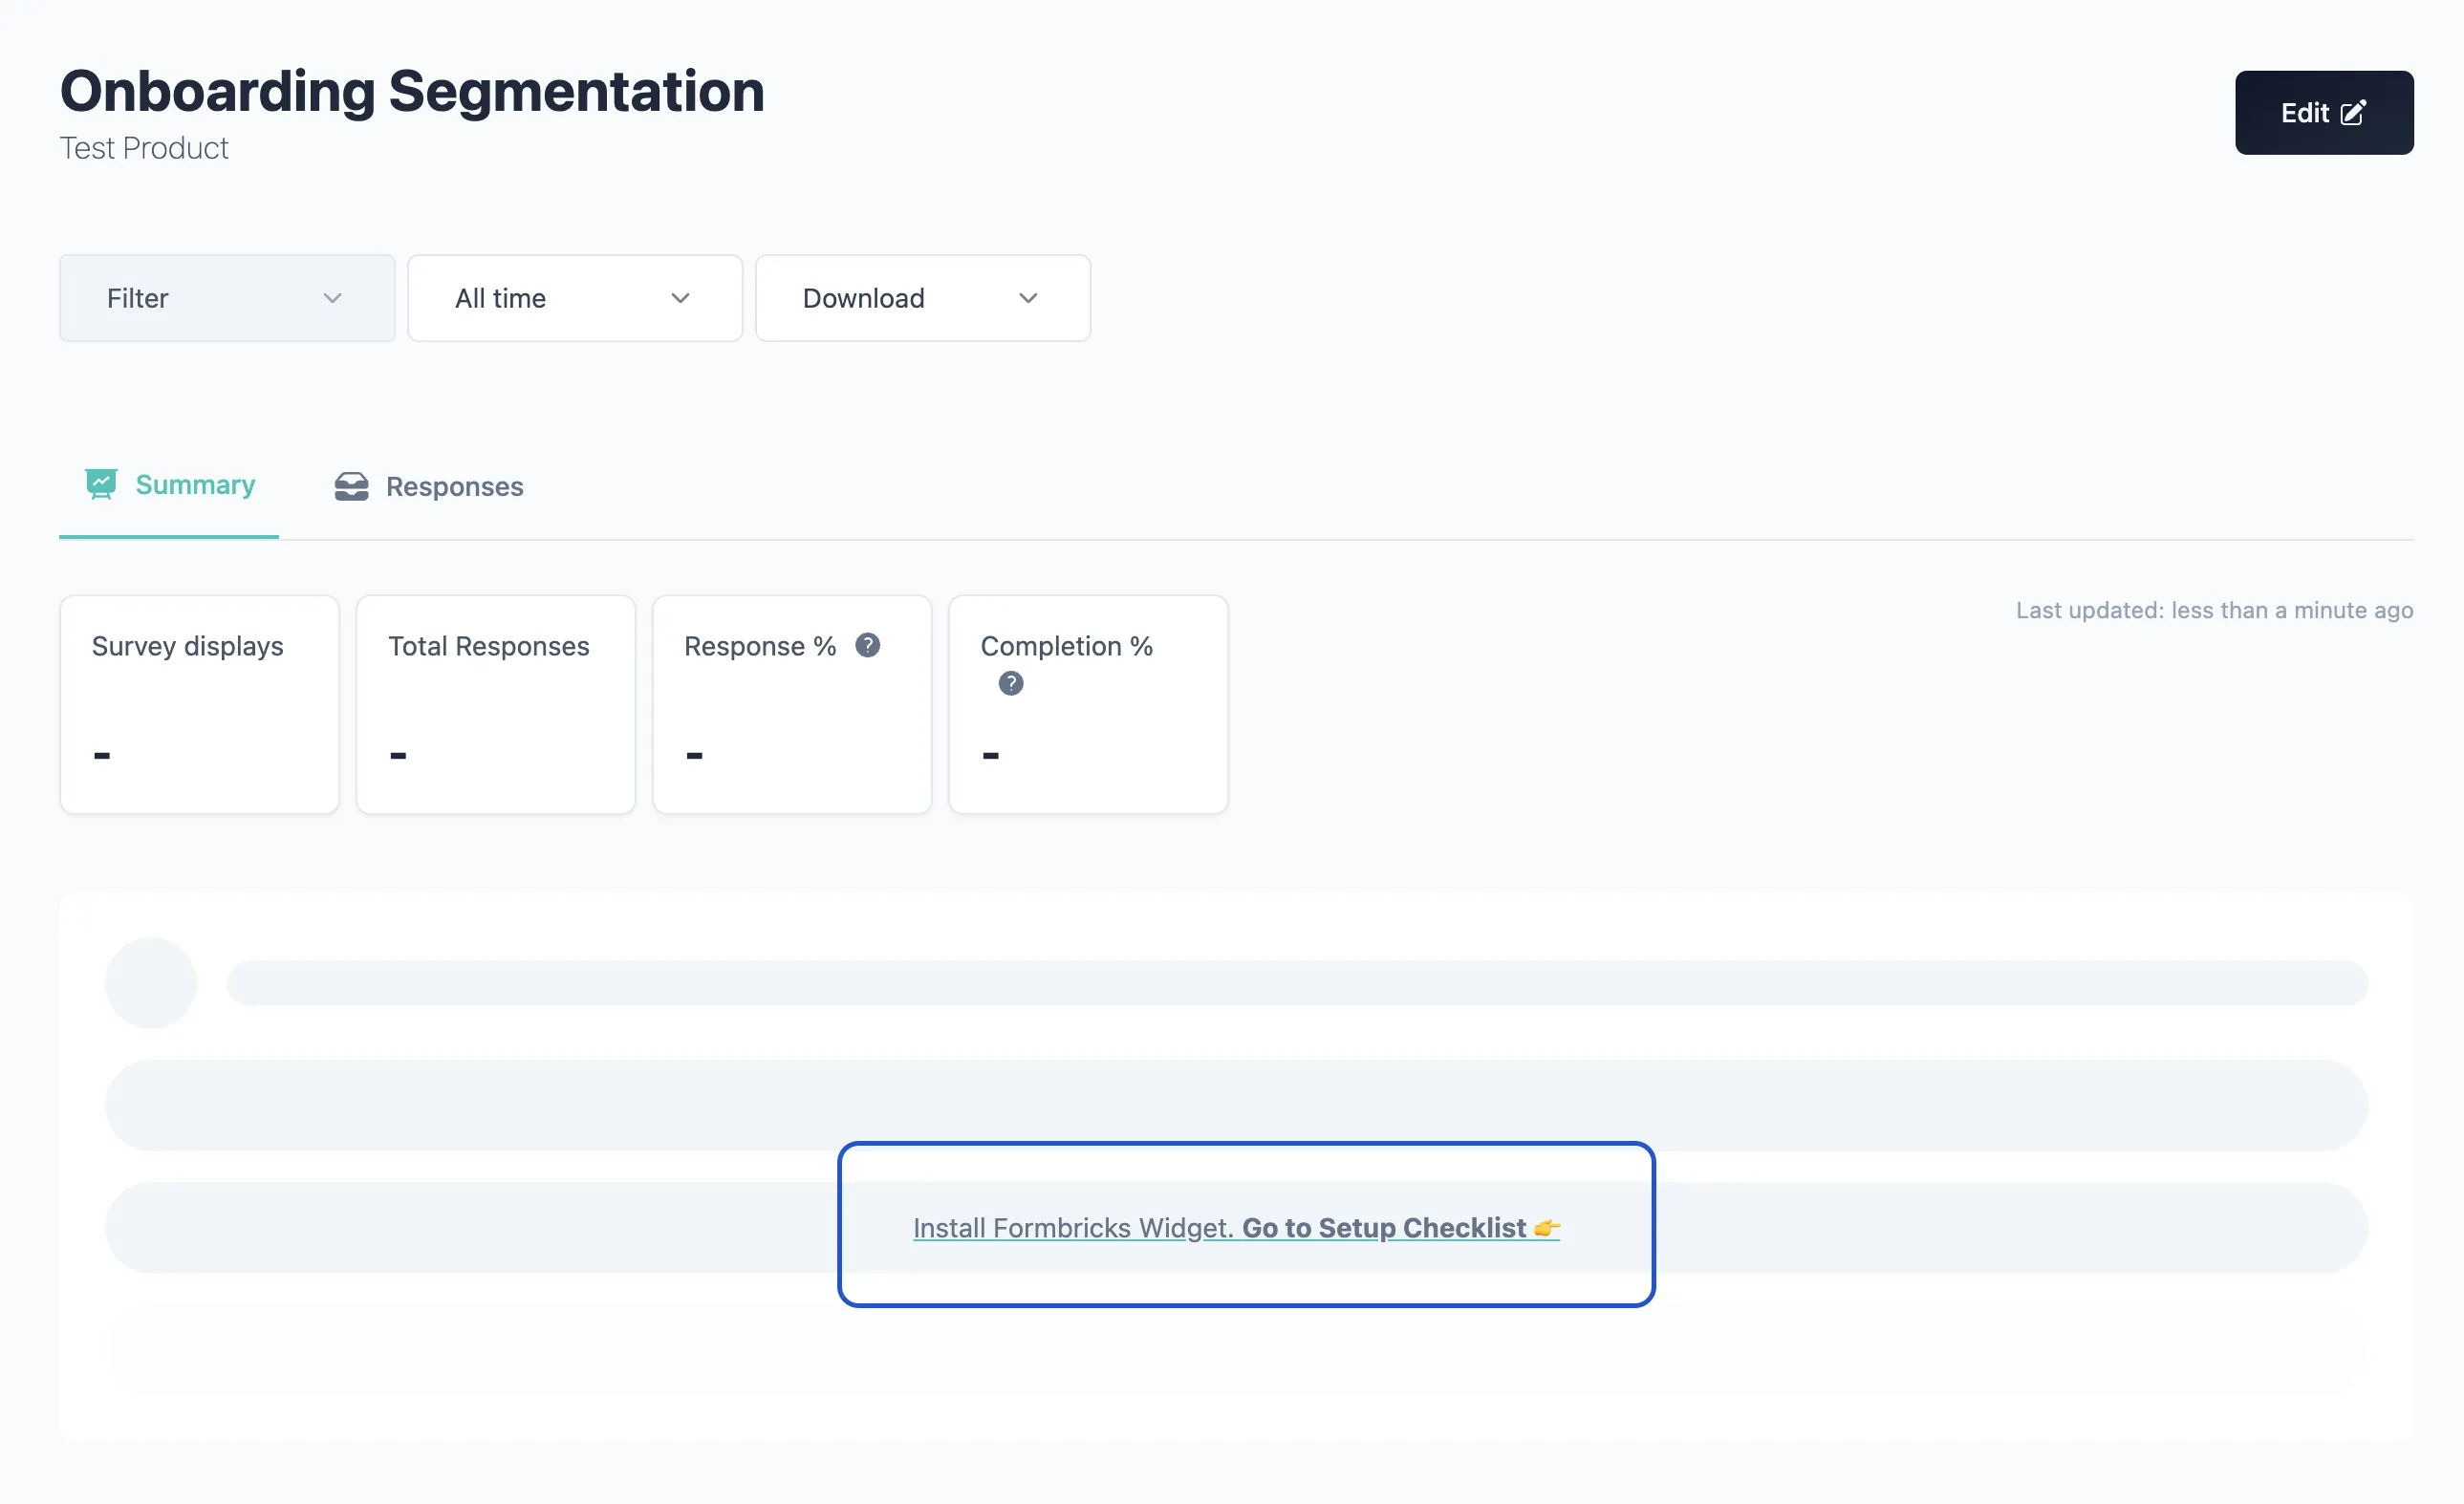 Onboarding Segmentation
Test Product
Edit
Filter
All time
Download
Summary
Responses
Survey displays
Total Responses
Response %
Completion %
Last updated: less than a minute ago
?
?
-
-
-
-
Install Formbricks Widget. Go to Setup Checklist 👉